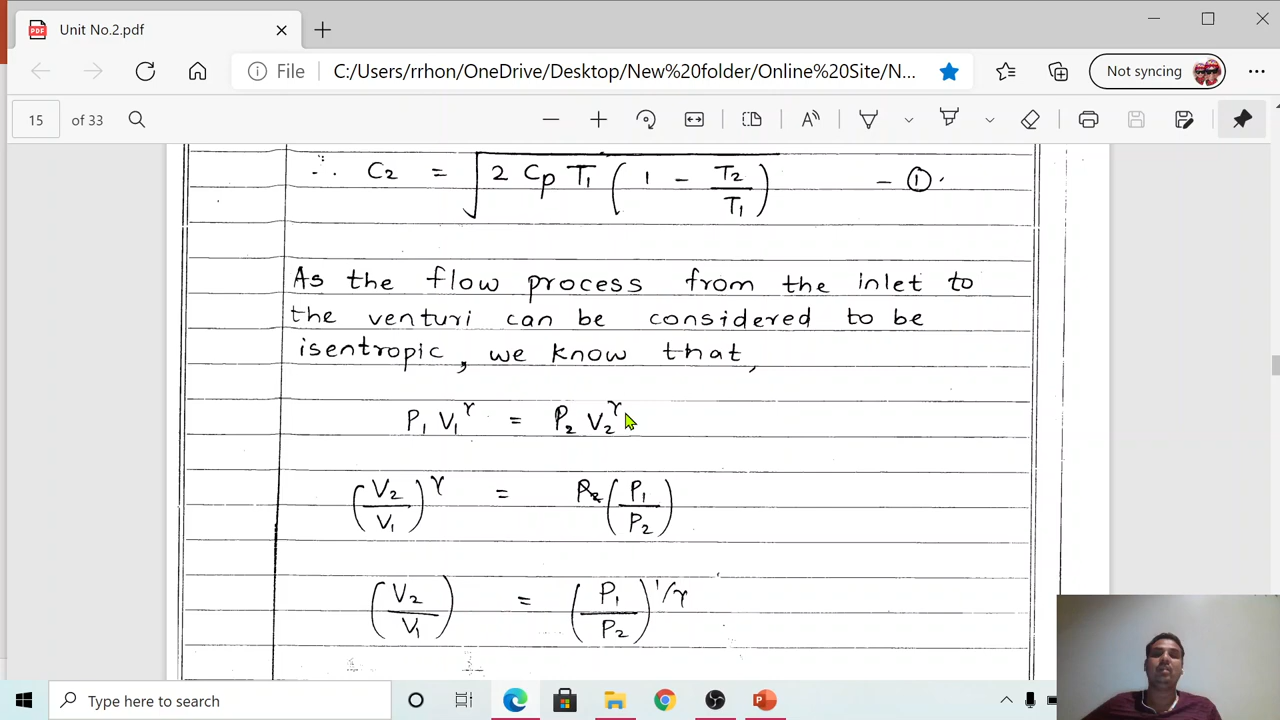 Unit No.2.pdf
File
C:/Users/rrhon/OneDrive/Desktop/New%20folder/Online%20Site/N...
Not syncing
15 of 33
∴ C₂ = √(2 Cp T₁ (1 - T₂/T₁)) - ①.
As the flow process from the inlet to
the venturi can be considered to be
isentropic, we know that,
P₁ V₁^γ = P₂ V₂^γ
(V₂/V₁)^γ = (P₁/P₂)
(V₂/V₁) = (P₁/P₂)^1/γ
Type here to search